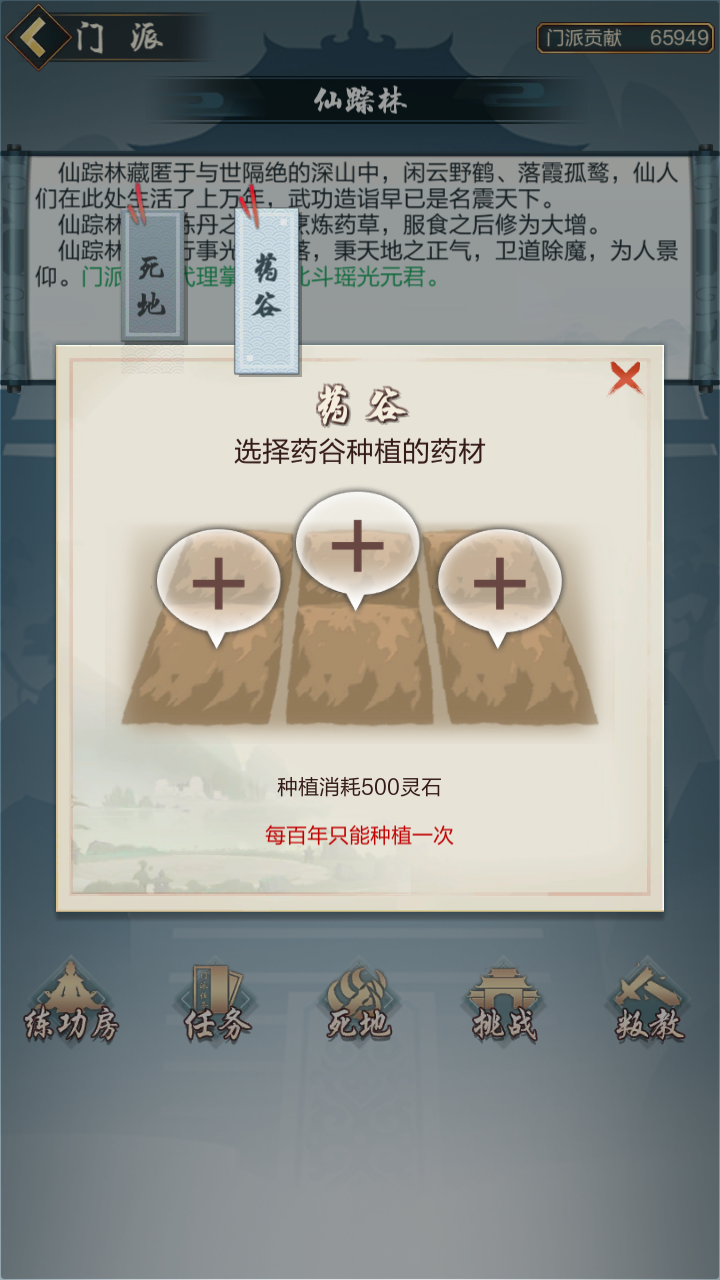 门 派
门派贡献 65949
仙踪林
仙踪林藏匿于与世隔绝的深山中，闲云野鹤、落霞孤鹜，仙人
们在此处生活了上万年，武功造诣早已是名震天下。
仙踪林 炼丹之 烹炼药草，服食之后修为大增。
仙踪林 行事光 落，秉天地之正气，卫道除魔，为人景
仰。门派 代理掌 北斗瑶光元君。
死地
药谷
药谷
选择药谷种植的药材
种植消耗500灵石
每百年只能种植一次
练功房
任务
死地
挑战
叛教